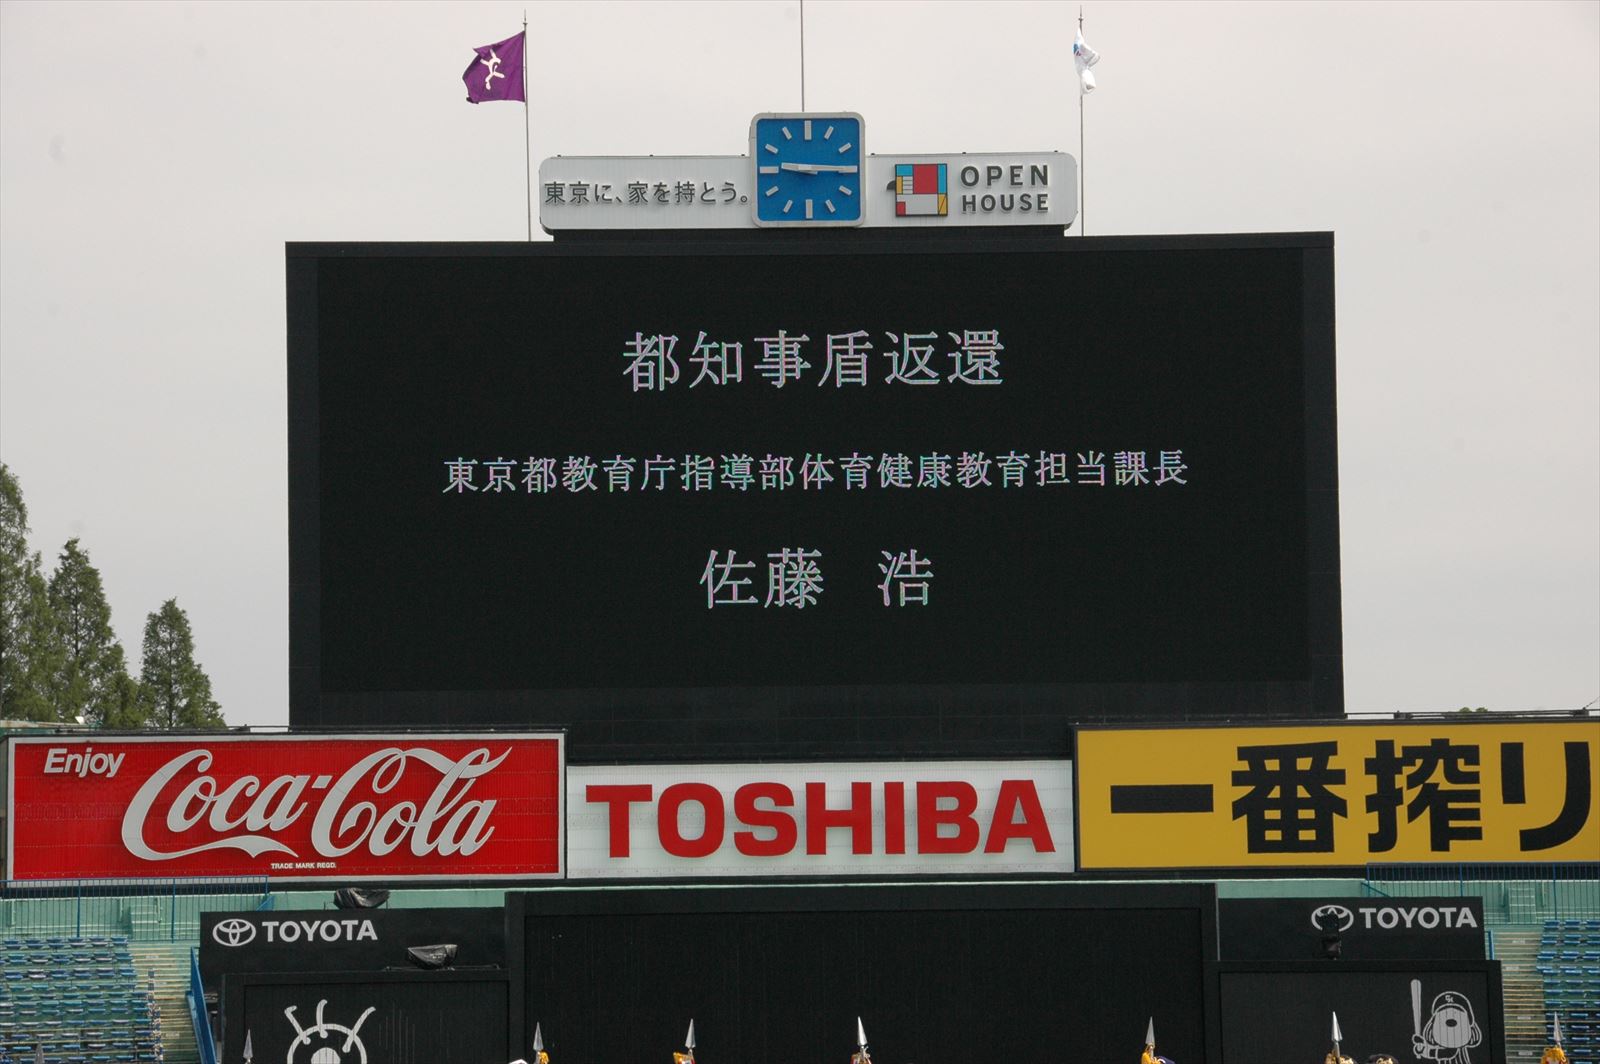 東京に、家を持とう。
OPEN
HOUSE
都知事盾返還
東京都教育庁指導部体育健康教育担当課長
佐藤 浩
Enjoy
Coca-Cola
TRADE MARK REGD.
TOSHIBA
一番搾り
TOYOTA
TOYOTA